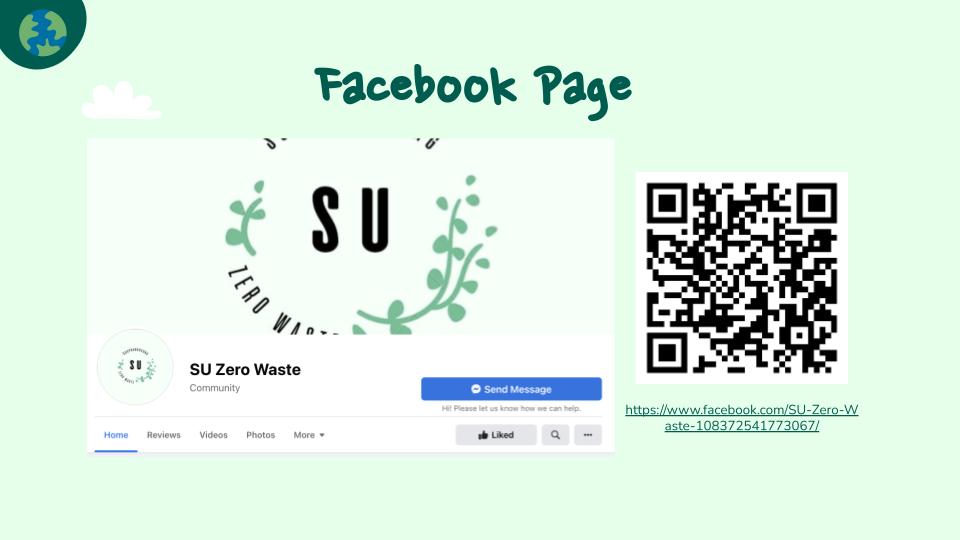 Facebook Page
SU
ZERO WASTE
SU
SU Zero Waste
Community
Send Message
Hi! Please let us know how we can help.
Home Reviews Videos Photos More
Liked
https://www.facebook.com/SU-Zero-W
aste-108372541773067/